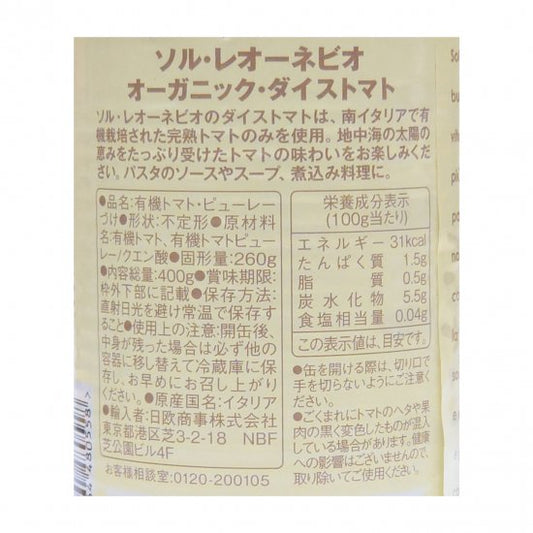 ソル・レオーネビオ
オーガニック・ダイストマト
ソル・レオーネビオのダイストマトは、南イタリアで有
機栽培された完熟トマトのみを使用。地中海の太陽の
恵みをたっぷり受けたトマトの味わいをお楽しみくだ
さい。パスタのソースやスープ、煮込み料理に。
●品名:有機トマト・ピューレー
づけ●形状:不定形●原材料
名:有機トマト、有機トマトピュー
レー/クエン酸●固形量:260g
●内容総量:400g●賞味期限:
枠外下部に記載●保存方法:
直射日光を避け常温で保存す
ること●使用上の注意:開缶後、
中身が残った場合は必ず他の
容器に移し替えて冷蔵庫に保
存し、お早めにお召し上がりく
ださい。●原産国名:イタリア
●輸入者:日欧商事株式会社
東京都港区芝3-2-18 NBF
芝公園ビル4F
お客様相談室:0120-200105
栄養成分表示
(100g当たり)
エネルギー 31kcal
たんぱく質 1.5g
脂質 0.5g
炭水化物 5.5g
食塩相当量 0.04g
この表示値は、目安です。
●缶を開ける際は、切り口で
手を切らないようにご注意く
ださい。
●ごくまれにトマトのヘタや果
肉の黒く変色したものが混入
している場合があります。健康
への影響はございませんので、
取り除いてご使用ください。
480558